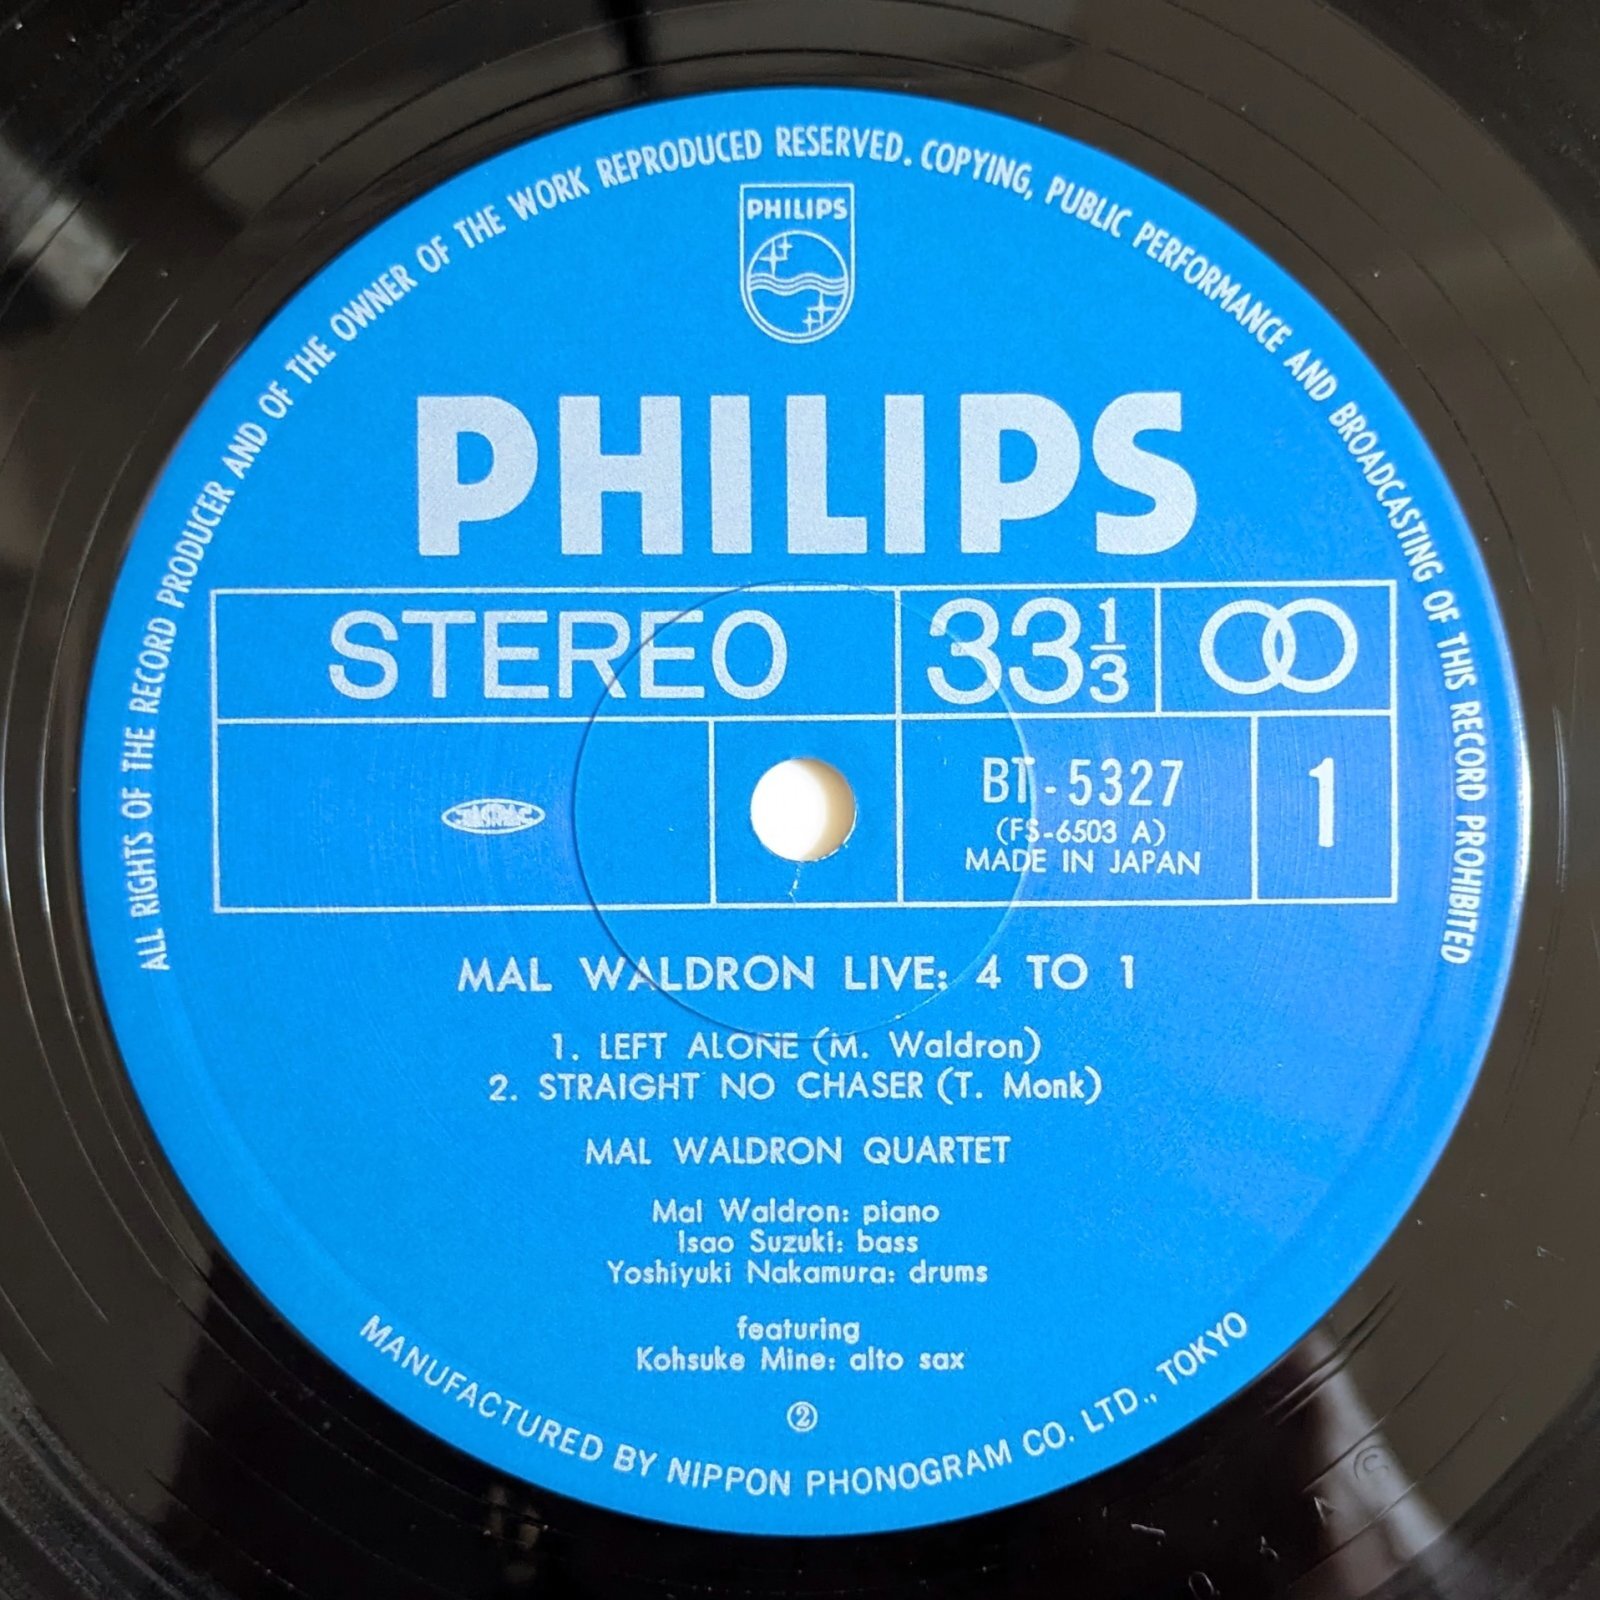 ALL RIGHTS OF THE RECORD PRODUCER AND OF THE OWNER OF THE WORK REPRODUCED RESERVED. COPYING, PUBLIC PERFORMANCE AND BROADCASTING OF THIS RECORD PROHIBITED
PHILIPS
PHILIPS
STEREO 33 1/3
JASRAC
BT-5327
1
(FS-6503 A)
MADE IN JAPAN
MAL WALDRON LIVE: 4 TO 1
1. LEFT ALONE (M. Waldron)
2. STRAIGHT NO CHASER (T. Monk)
MAL WALDRON QUARTET
Mal Waldron: piano
Isao Suzuki: bass
Yoshiyuki Nakamura: drums
featuring
Kohsuke Mine: alto sax
②
MANUFACTURED BY NIPPON PHONOGRAM CO. LTD., TOKYO